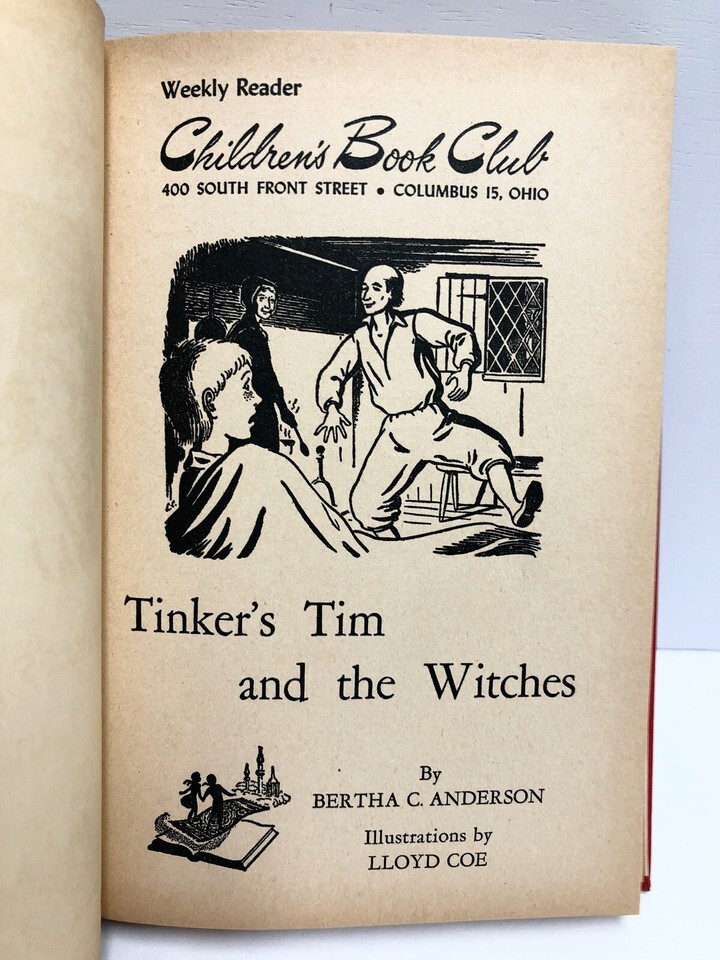 Weekly Reader
Children's Book Club
400 SOUTH FRONT STREET • COLUMBUS 15, OHIO
Tinker's Tim
and the Witches
By
BERTHA C. ANDERSON
Illustrations by
LLOYD COE